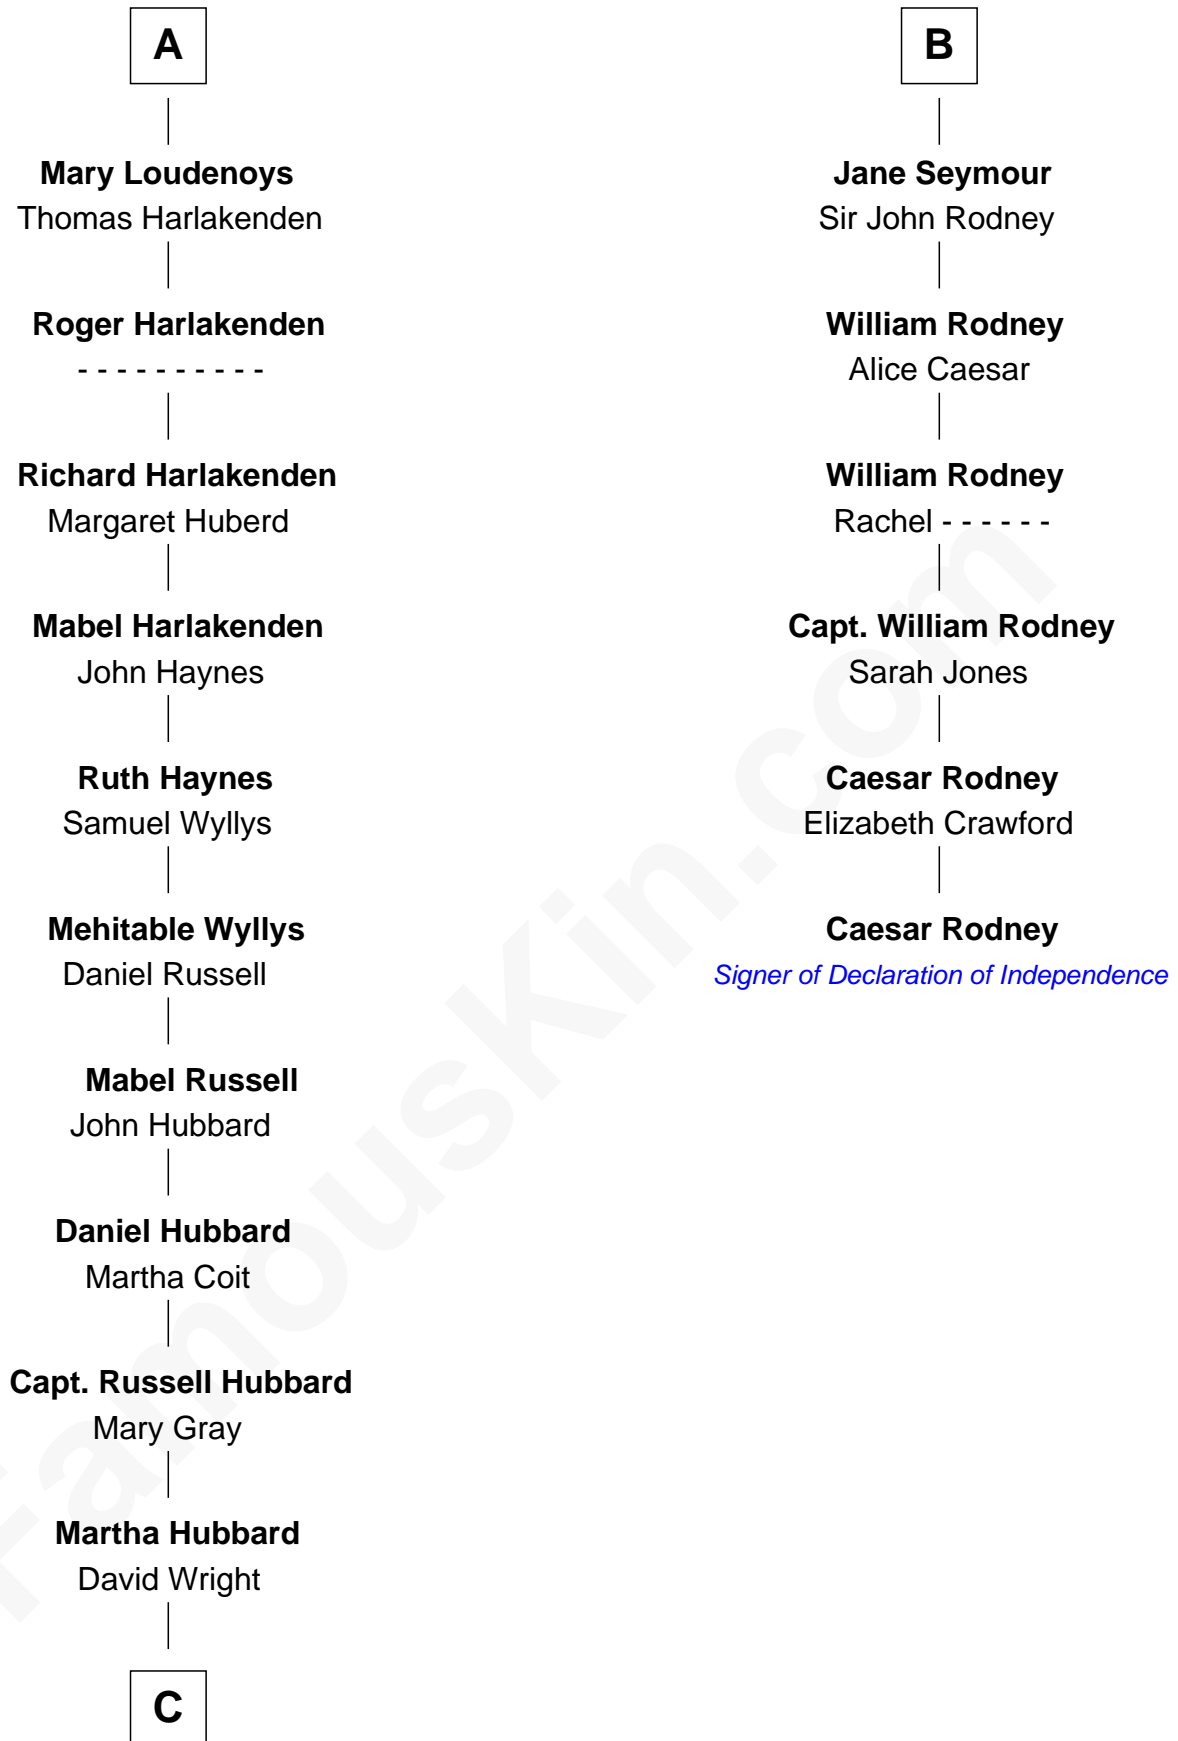 A
Mary Loudenoys
Thomas Harlakenden
Roger Harlakenden
- - - - - - - - - -
Richard Harlakenden
Margaret Huberd
Mabel Harlakenden
John Haynes
Ruth Haynes
Samuel Wyllys
Mehitable Wyllys
Daniel Russell
Mabel Russell
John Hubbard
Daniel Hubbard
Martha Coit
Capt. Russell Hubbard
Mary Gray
Martha Hubbard
David Wright
C
B
Jane Seymour
Sir John Rodney
William Rodney
Alice Caesar
William Rodney
Rachel - - - - - -
Capt. William Rodney
Sarah Jones
Caesar Rodney
Elizabeth Crawford
Caesar Rodney
Signer of Declaration of Independence
FamousKin.com